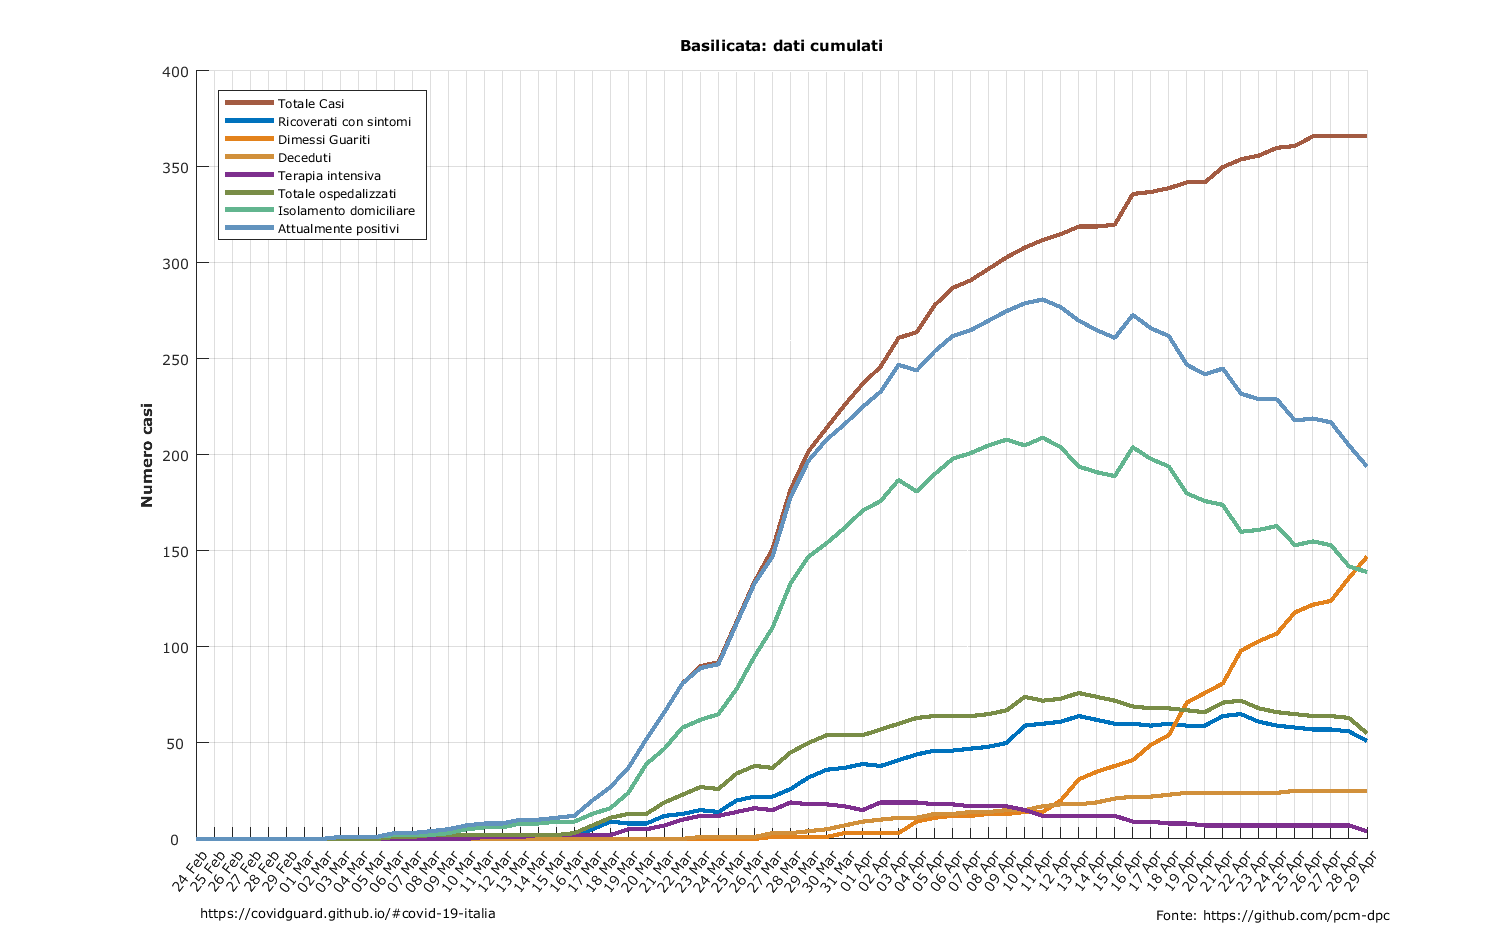 Basilicata: dati cumulati
400
350
300
250
200
150
100
50
0
Numero casi
Totale Casi
Ricoverati con sintomi
Dimessi Guariti
Deceduti
Terapia intensiva
Totale ospedalizzati
Isolamento domiciliare
Attualmente positivi
24 Feb
25 Feb
26 Feb
27 Feb
28 Feb
29 Feb
01 Mar
02 Mar
03 Mar
04 Mar
05 Mar
06 Mar
07 Mar
08 Mar
09 Mar
10 Mar
11 Mar
12 Mar
13 Mar
14 Mar
15 Mar
16 Mar
17 Mar
18 Mar
19 Mar
20 Mar
21 Mar
22 Mar
23 Mar
24 Mar
25 Mar
26 Mar
27 Mar
28 Mar
29 Mar
30 Mar
31 Mar
01 Apr
02 Apr
03 Apr
04 Apr
05 Apr
06 Apr
07 Apr
08 Apr
09 Apr
10 Apr
11 Apr
12 Apr
13 Apr
14 Apr
15 Apr
16 Apr
17 Apr
18 Apr
19 Apr
20 Apr
21 Apr
22 Apr
23 Apr
24 Apr
25 Apr
26 Apr
27 Apr
28 Apr
29 Apr
https://covidguard.github.io/#covid-19-italia
Fonte: https://github.com/pcm-dpc